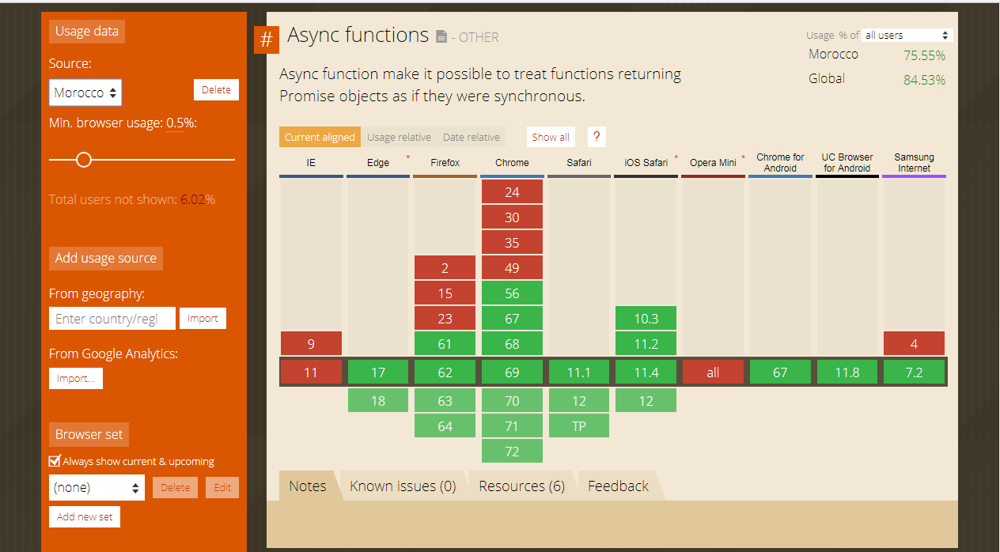 Usage data
Source:
Morocco
Delete
Min. browser usage: 0.5%:
Total users not shown: 6.02%
Add usage source
From geography:
Enter country/regi
Import
From Google Analytics:
Import...
Browser set
Always show current & upcoming
(none)
Delete
Edit
Add new set
# Async functions - OTHER
Usage % of all users
Morocco 75.55%
Global 84.53%
Async function make it possible to treat functions returning
Promise objects as if they were synchronous.
Current aligned Usage relative Date relative Show all ?
IE Edge * Firefox Chrome Safari iOS Safari * Opera Mini * Chrome for Android UC Browser for Android Samsung Internet
24
30
35
2 49
15 56
23 67 10.3
9 61 68 11.2 4
11 17 62 69 11.1 11.4 all 67 11.8 7.2
18 63 70 12 12
64 71 TP
72
Notes Known issues (0) Resources (6) Feedback